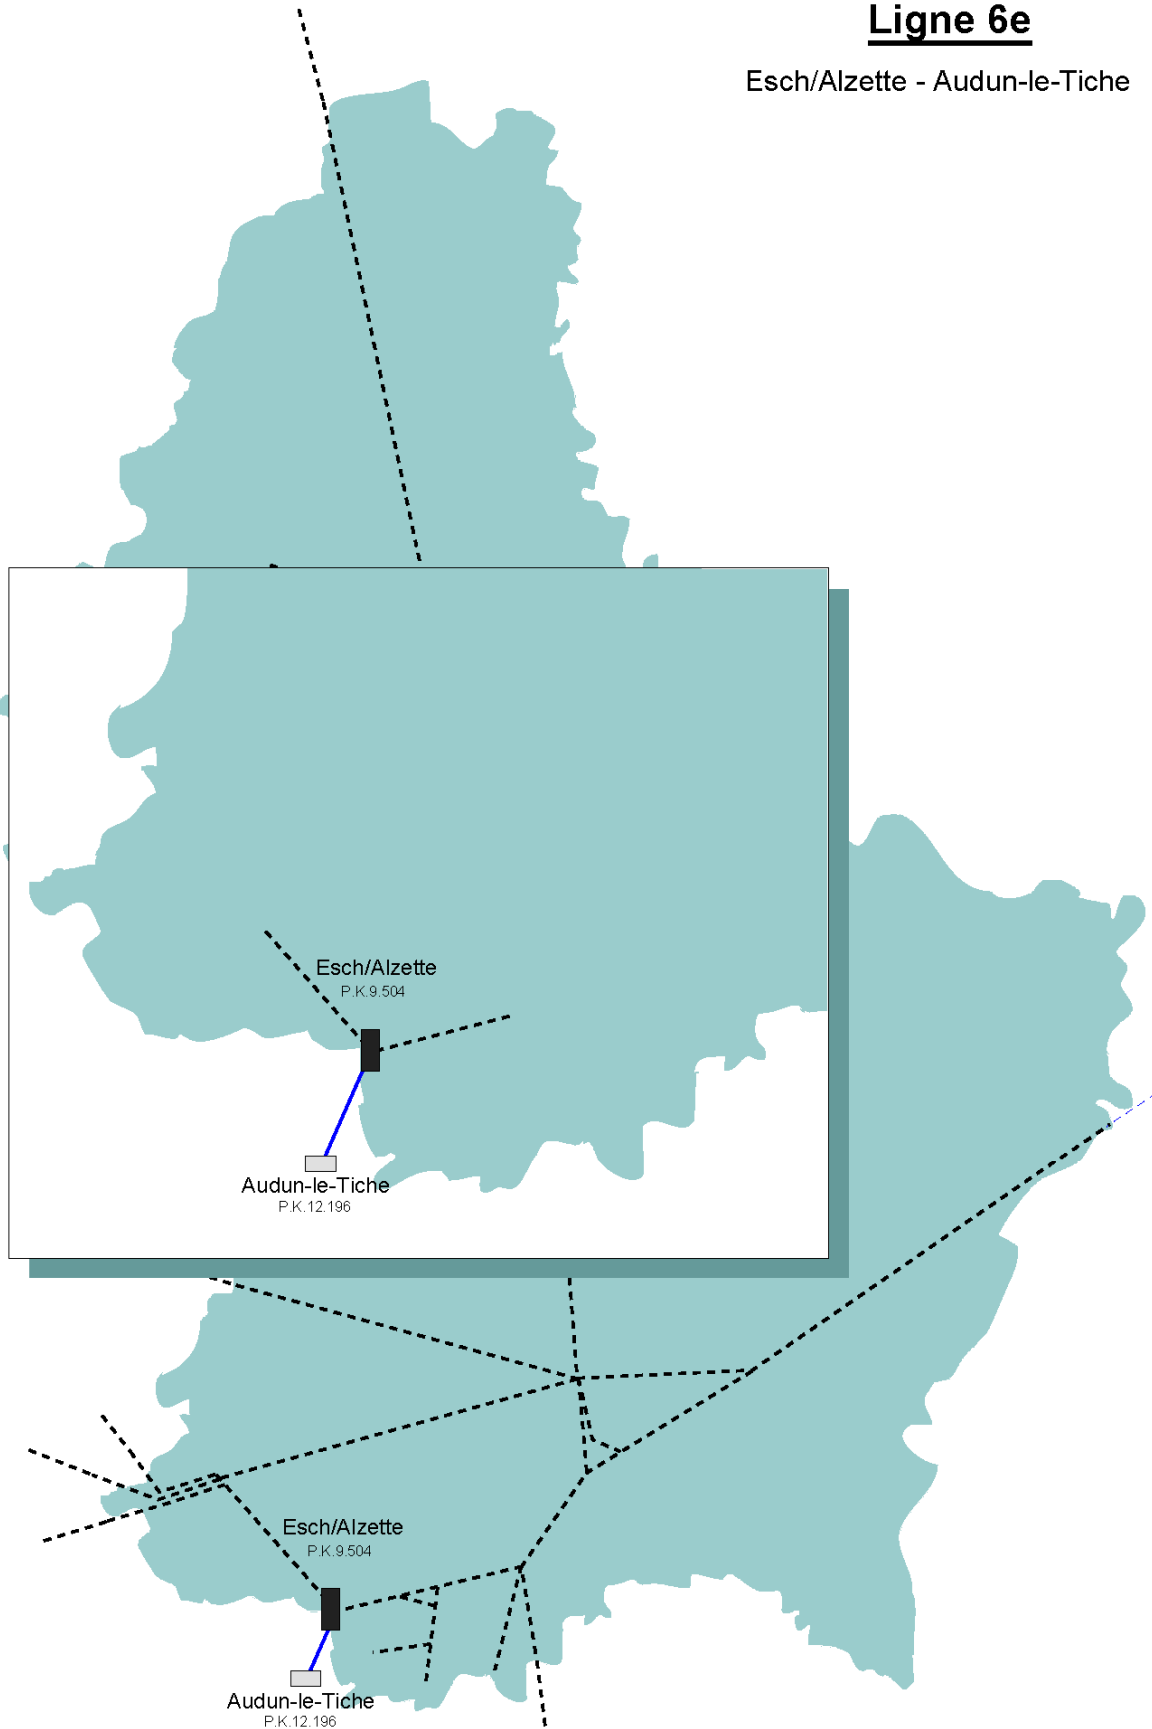 Ligne 6e
Esch/Alzette - Audun-le-Tiche
Esch/Alzette
P.K.9.504
Audun-le-Tiche
P.K.12.196
Esch/Alzette
P.K.9.504
Audun-le-Tiche
P.K.12.196